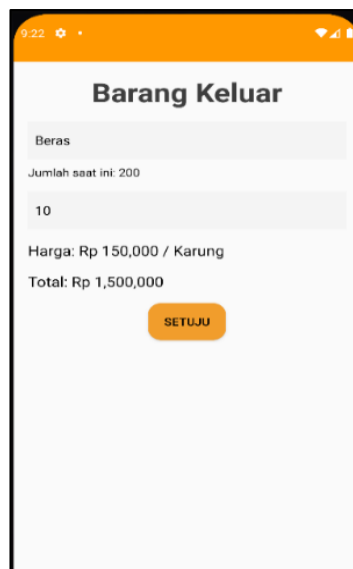 9:22
Barang Keluar
Beras
Jumlah saat ini: 200
10
Harga: Rp 150,000 / Karung
Total: Rp 1,500,000
SETUJU